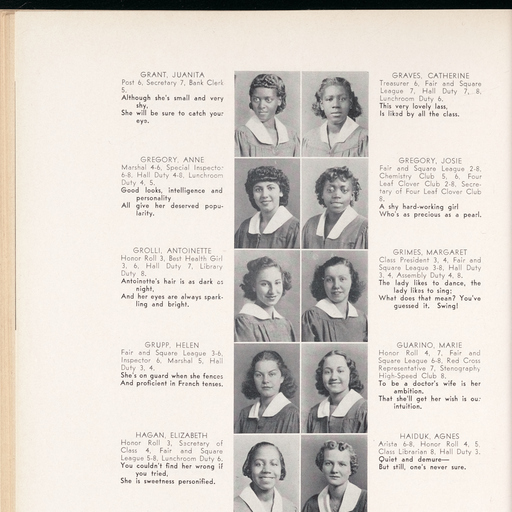 GRANT, JUANITA
Post 6, Secretary 7, Bank Clerk
5.
Although she's small and very
shy,
She will be sure to catch your
eye.
GRAVES, CATHERINE
Treasurer 6, Fair and Square
League 7, Hall Duty 7, 8,
Lunchroom Duty 6.
This very lovely lass,
Is liked by all the class.
GREGORY, ANNE
Marshal 4-6, Special Inspector
6-8, Hall Duty 4-8, Lunchroom
Duty 4, 5.
Good looks, intelligence and
personality
All give her deserved popu-
larity.
GREGORY, JOSIE
Fair and Square League 2-8,
Chemistry Club 5, 6, Four
Leaf Clover Club 2-8, Secre-
tary of Four Leaf Clover Club
8.
A shy hard-working girl
Who's as precious as a pearl.
GROLLI, ANTOINETTE
Honor Roll 3, Best Health Girl
3, 6, Hall Duty 7, Library
Duty 8.
Antoinette's hair is as dark as
night,
And her eyes are always spark-
ling and bright.
GRIMES, MARGARET
Class President 3, 4, Fair and
Square League 3-8, Hall Duty
3, 4, Assembly Duty 4, 8.
The lady likes to dance, the
lady likes to sing;
What does that mean? You've
guessed it. Swing!
GRUPP, HELEN
Fair and Square League 3-6,
Inspector 6, Marshal 5, Hall
Duty 3, 4.
She's on guard when she fences
And proficient in French tenses.
GUARINO, MARIE
Honor Roll 4, 7, Fair and
Square League 6-8, Red Cross
Representative 7, Stenography
High-Speed Club 8.
To be a doctor's wife is her
ambition,
That she'll get her wish is our
intuition.
HAGAN, ELIZABETH
Honor Roll 3, Secretary of
Class 4, Fair and Square
League 5-8, Lunchroom Duty 6.
You couldn't find her wrong if
you tried,
She is sweetness personified.
HAIDUK, AGNES
Arista 6-8, Honor Roll 4, 5,
Class Librarian 8, Hall Duty 3.
Quiet and demure—
But still, one's never sure.